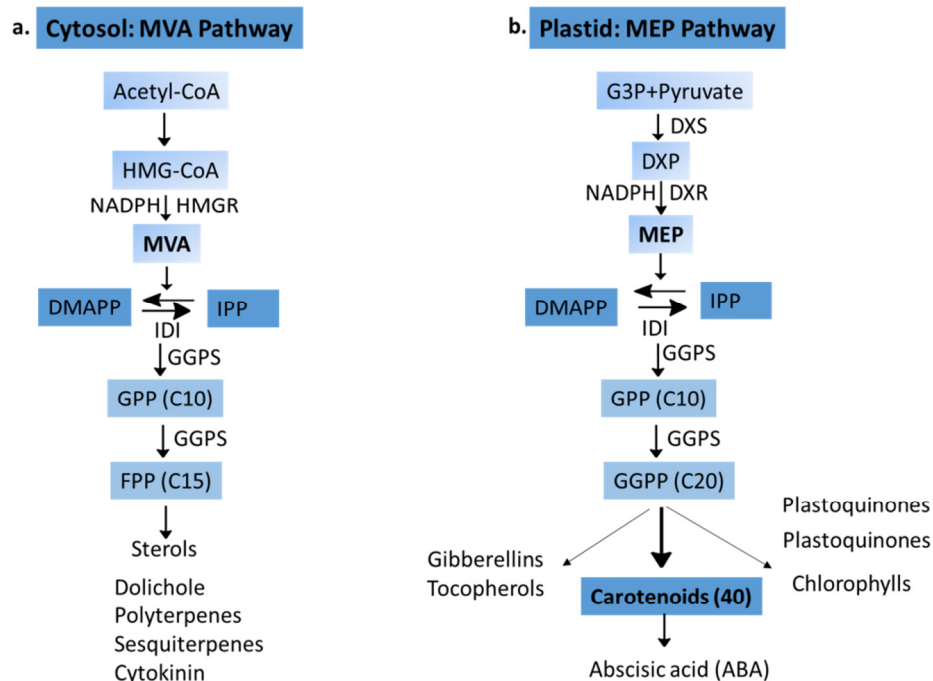 a. Cytosol: MVA Pathway
Acetyl-CoA
HMG-CoA
NADPH HMGR
MVA
DMAPP IPP
IDI
GGPS
GPP (C10)
GGPS
FPP (C15)
Sterols
Dolichole
Polyterpenes
Sesquiterpenes
Cytokinin
b. Plastid: MEP Pathway
G3P+Pyruvate
DXS
DXP
NADPH DXR
MEP
DMAPP IPP
IDI
GGPS
GPP (C10)
GGPS
GGPP (C20)
Plastoquinones
Plastoquinones
Chlorophylls
Gibberellins
Tocopherols
Carotenoids (40)
Abscisic acid (ABA)